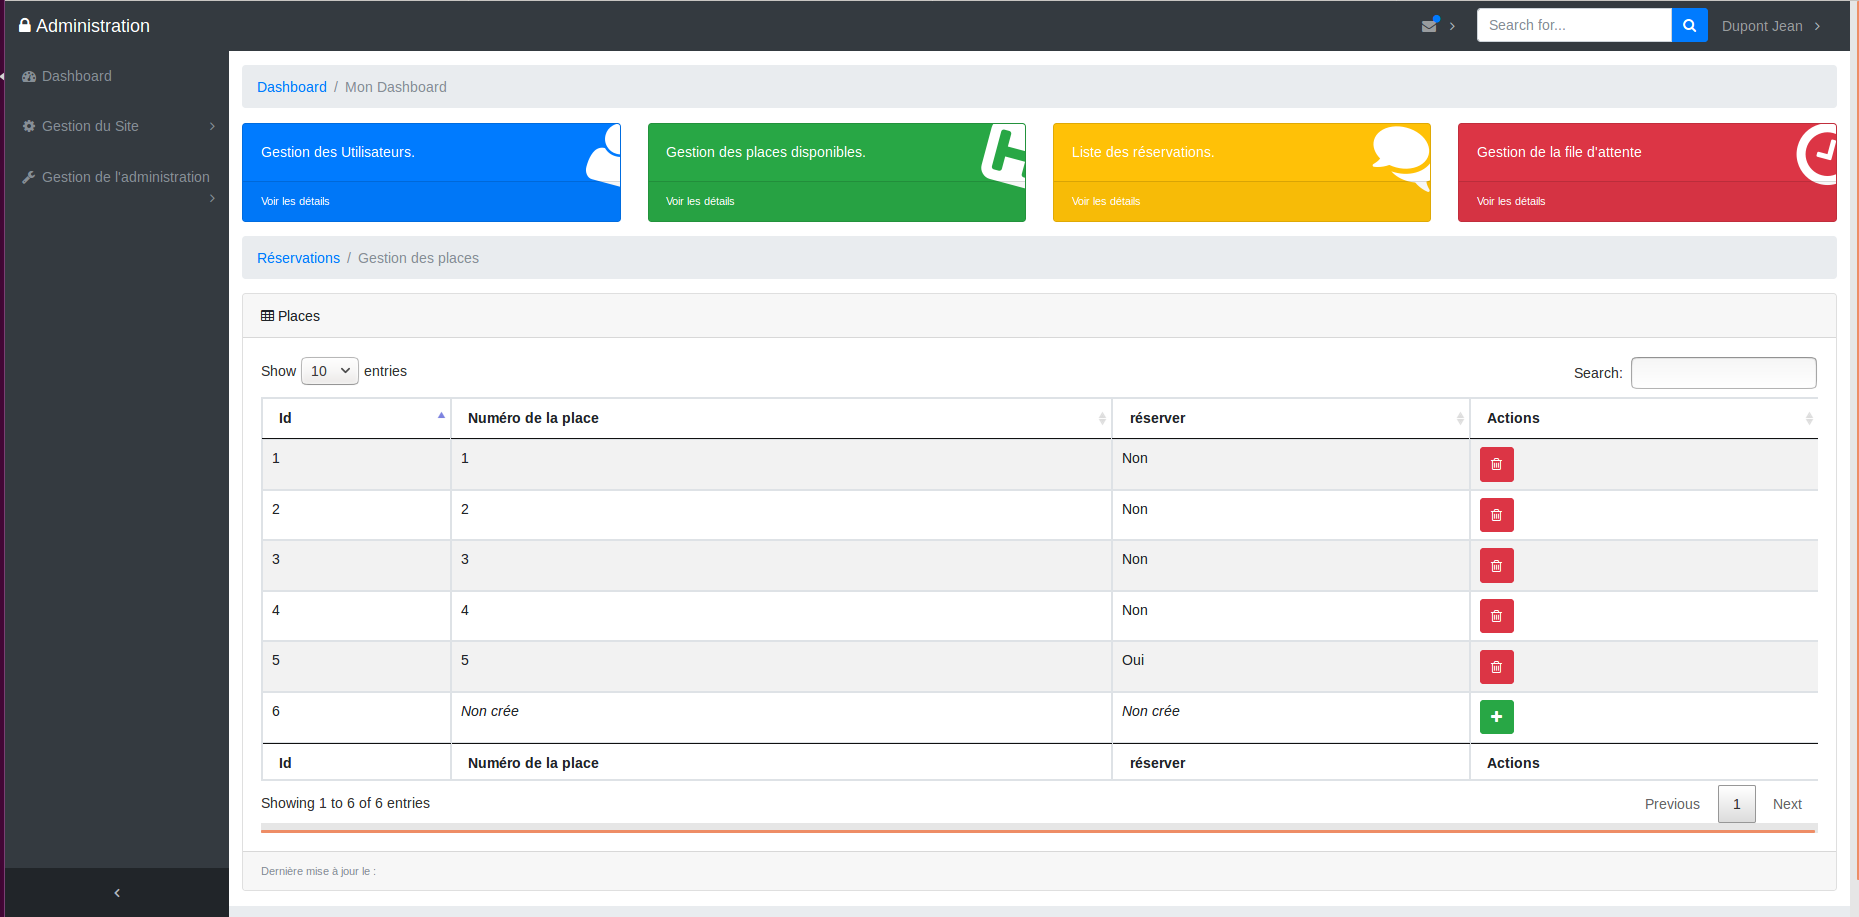 Administration
Search for...
Dupont Jean
Dashboard
Gestion du Site
Gestion de l'administration
Dashboard / Mon Dashboard
Gestion des Utilisateurs.
Voir les détails
Gestion des places disponibles.
Voir les détails
Liste des réservations.
Voir les détails
Gestion de la file d'attente
Voir les détails
Réservations / Gestion des places
Places
Show 10 entries
Search:
Id Numéro de la place réserver Actions
1 1 Non
2 2 Non
3 3 Non
4 4 Non
5 5 Oui
6 Non crée Non crée
Id Numéro de la place réserver Actions
Showing 1 to 6 of 6 entries
Previous 1 Next
Dernière mise à jour le :